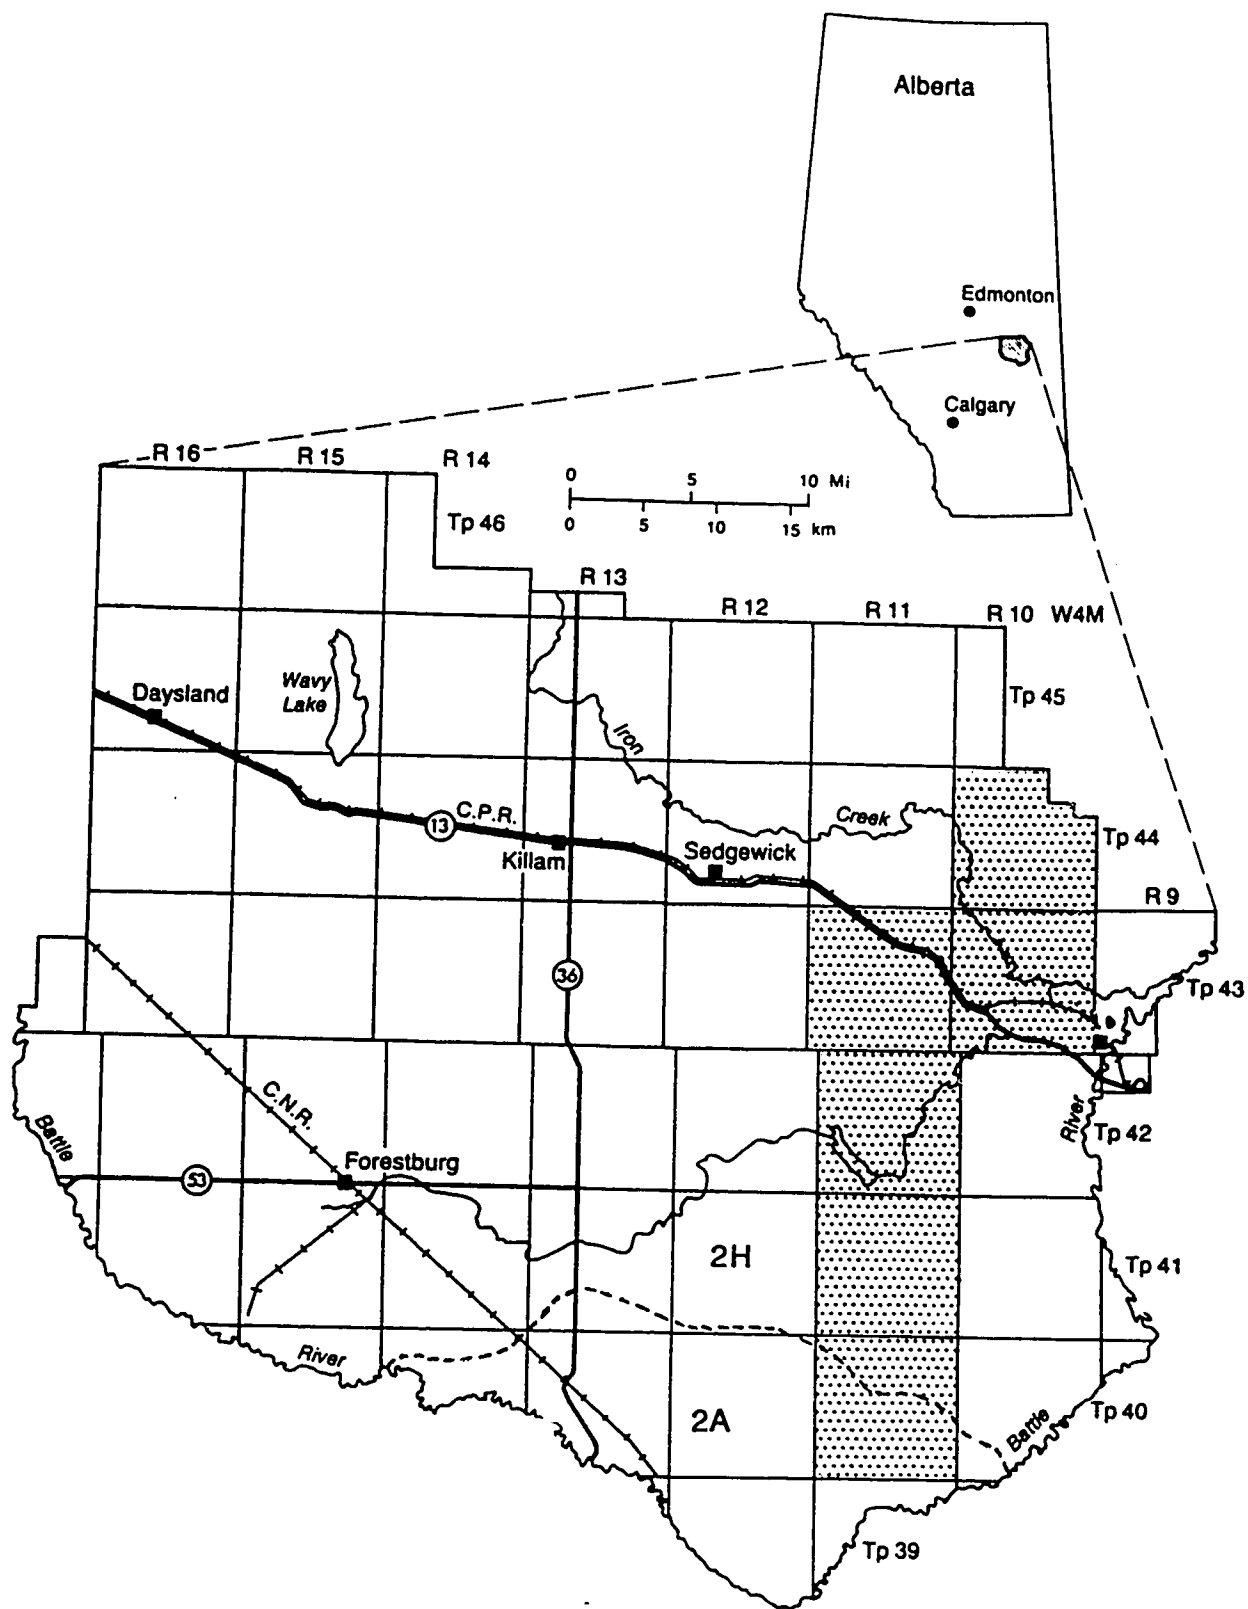 Alberta
Edmonton
Calgary
R 16
R 15
R 14
0 5 10 Mi
0 5 10 15 km
Tp 46
R 13
R 12
R 11
R 10 W4M
Daysland
Wavy
Lake
Tp 45
Iron
Creek
13
C.P.R.
Killam
Sedgewick
Tp 44
R 9
36
Tp 43
C.N.R.
Battle
River
Tp 42
53
Forestburg
2H
Tp 41
River
2A
Battle
Tp 40
Tp 39